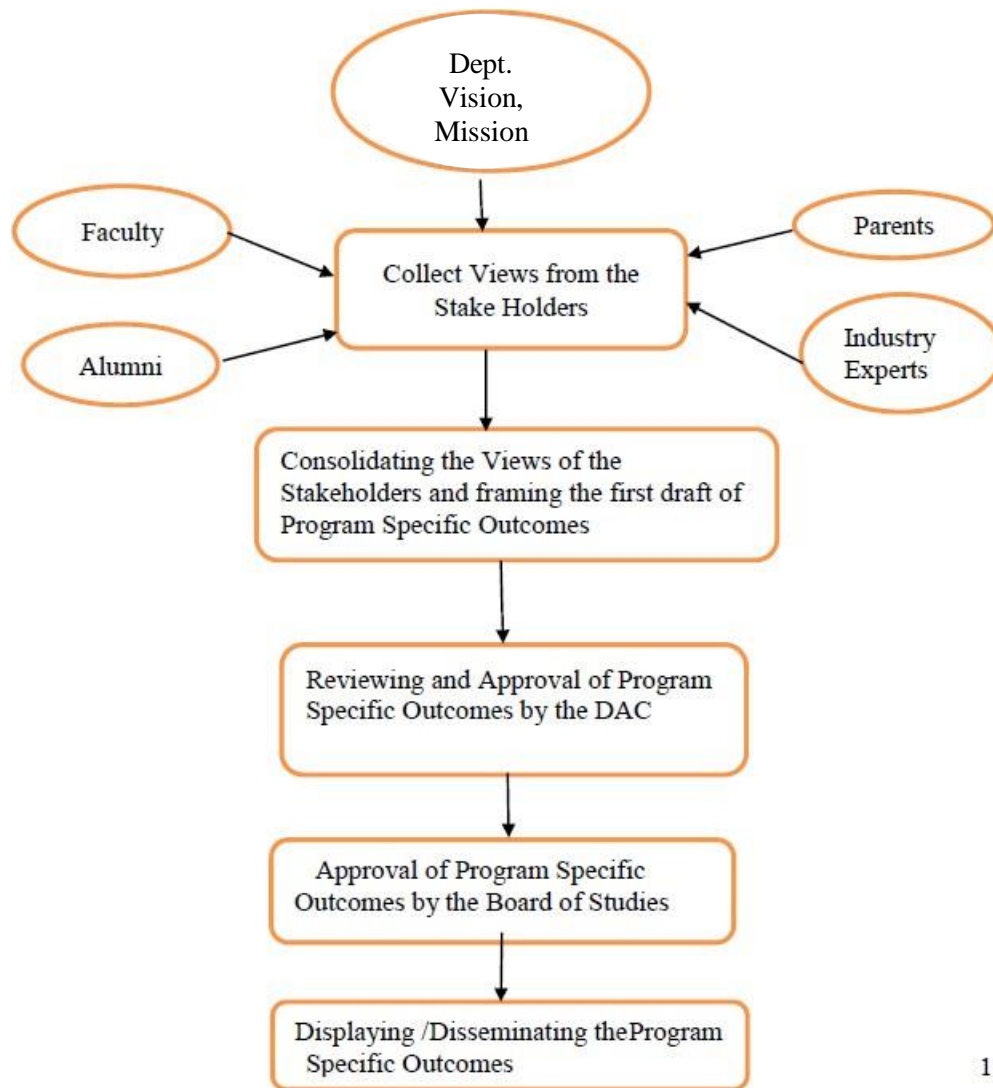 Dept.
Vision,
Mission
Faculty
Parents
Collect Views from the
Stake Holders
Alumni
Industry
Experts
Consolidating the Views of the
Stakeholders and framing the first draft of
Program Specific Outcomes
Reviewing and Approval of Program
Specific Outcomes by the DAC
Approval of Program Specific
Outcomes by the Board of Studies
Displaying /Disseminating theProgram
Specific Outcomes
1